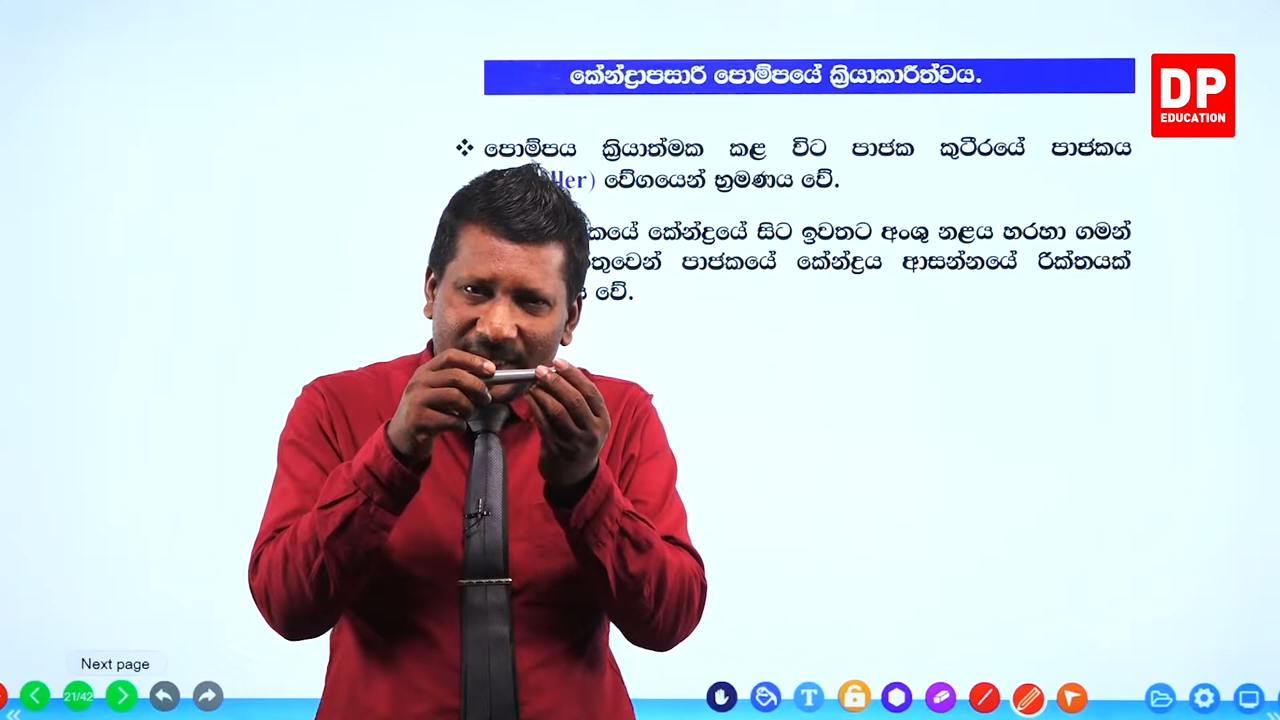 කේන්ද්‍රාපසාරී පොම්පයේ ක්‍රියාකාරීත්වය.
DP
EDUCATION
❖ පොම්පය ක්‍රියාත්මක කළ විට පාජක කුටීරයේ පාජකය
ller) වේගයෙන් භ්‍රමණය වේ.
කයේ කේන්ද්‍රයේ සිට ඉවතට අංශු නළය හරහා ගමන්
තුවෙන් පාජකයේ කේන්ද්‍රය ආසන්නයේ රික්තයක්
වේ.
Next page
21/42
T